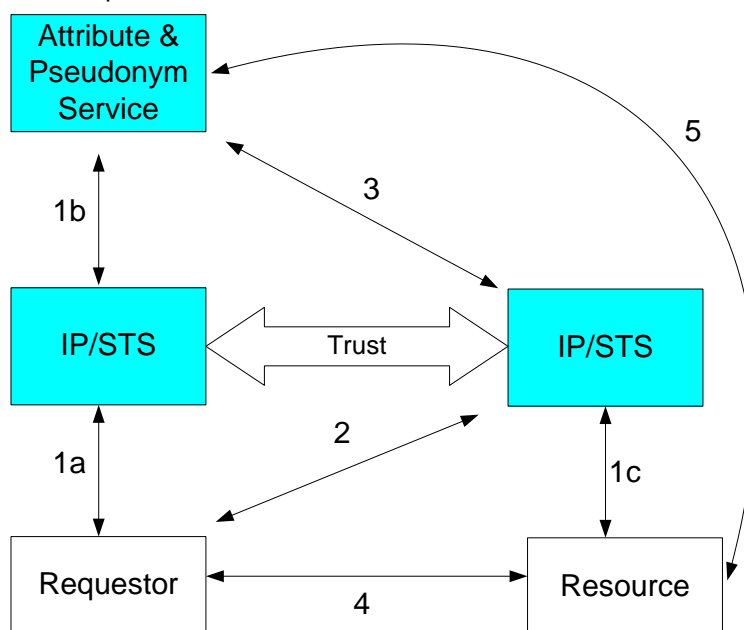 Attribute &
Pseudonym
Service
5
3
1b
IP/STS
Trust
IP/STS
2
1a
1c
Requestor
4
Resource